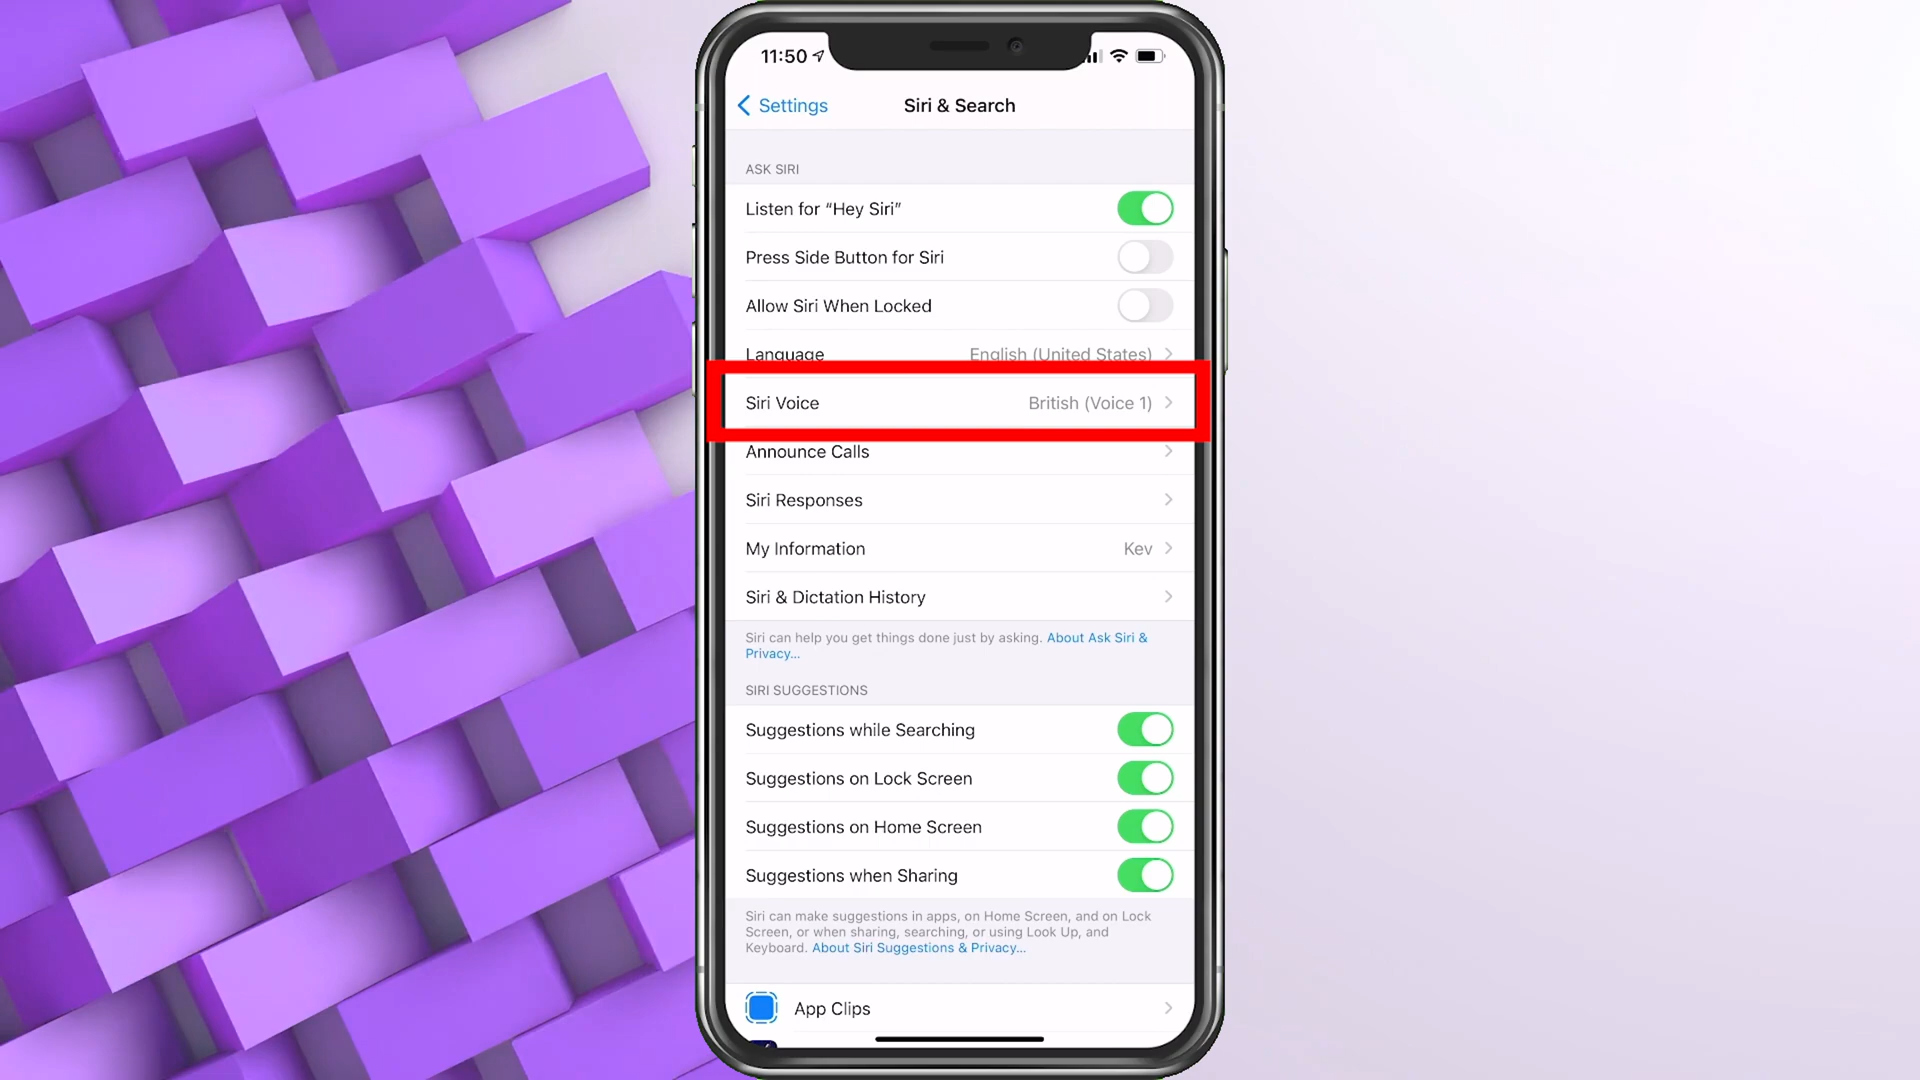 11:50
Settings
Siri & Search
ASK SIRI
Listen for “Hey Siri”
Press Side Button for Siri
Allow Siri When Locked
Language English (United States)
Siri Voice British (Voice 1)
Announce Calls
Siri Responses
My Information Kev
Siri & Dictation History
Siri can help you get things done just by asking. About Ask Siri &
Privacy...
SIRI SUGGESTIONS
Suggestions while Searching
Suggestions on Lock Screen
Suggestions on Home Screen
Suggestions when Sharing
Siri can make suggestions in apps, on Home Screen, and on Lock
Screen, or when sharing, searching, or using Look Up, and
Keyboard. About Siri Suggestions & Privacy...
App Clips